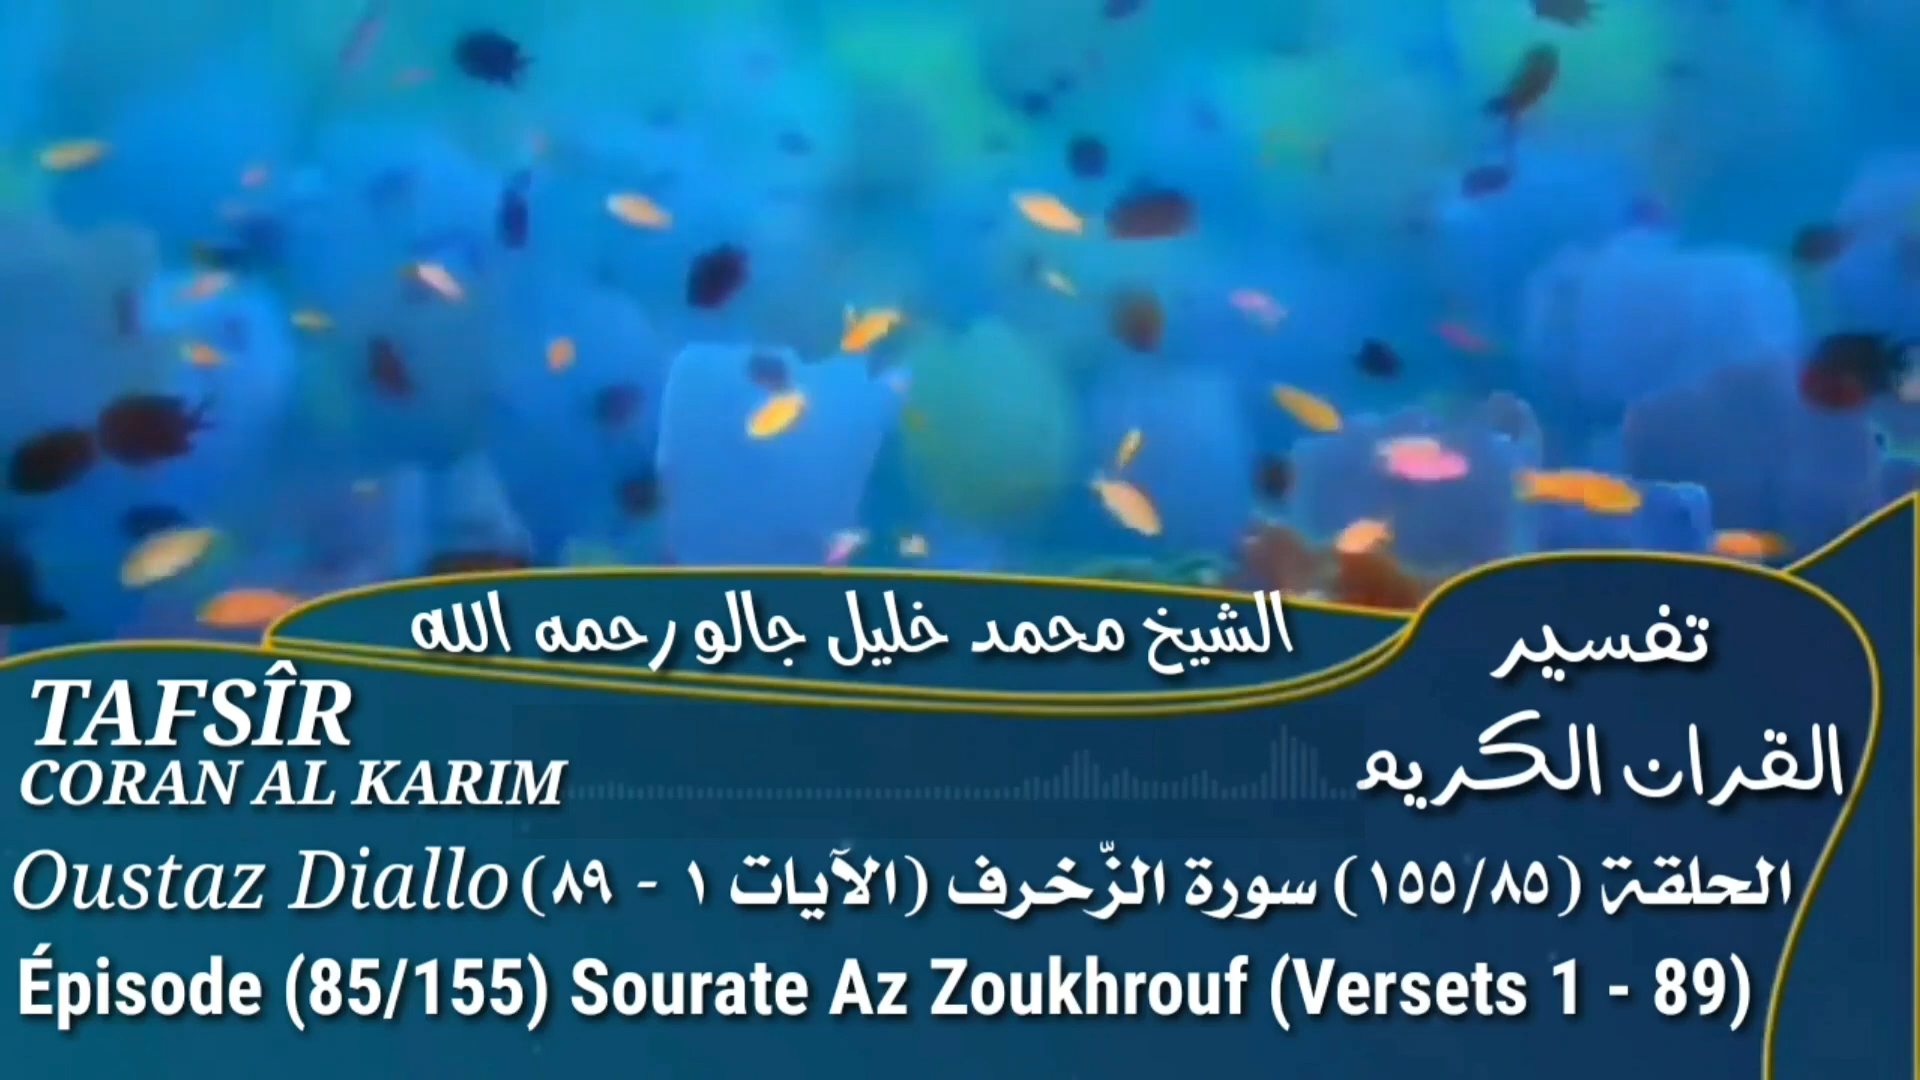 الشيخ محمد خليل جالو رحمه الله
تفسير
القران الكريم
TAFSÎR
CORAN AL KARIM
Oustaz Diallo
الحلقة (١٥٥/٨٥) سورة الزّخرف (الآيات ١ - ٨٩)
Épisode (85/155) Sourate Az Zoukhrouf (Versets 1 - 89)